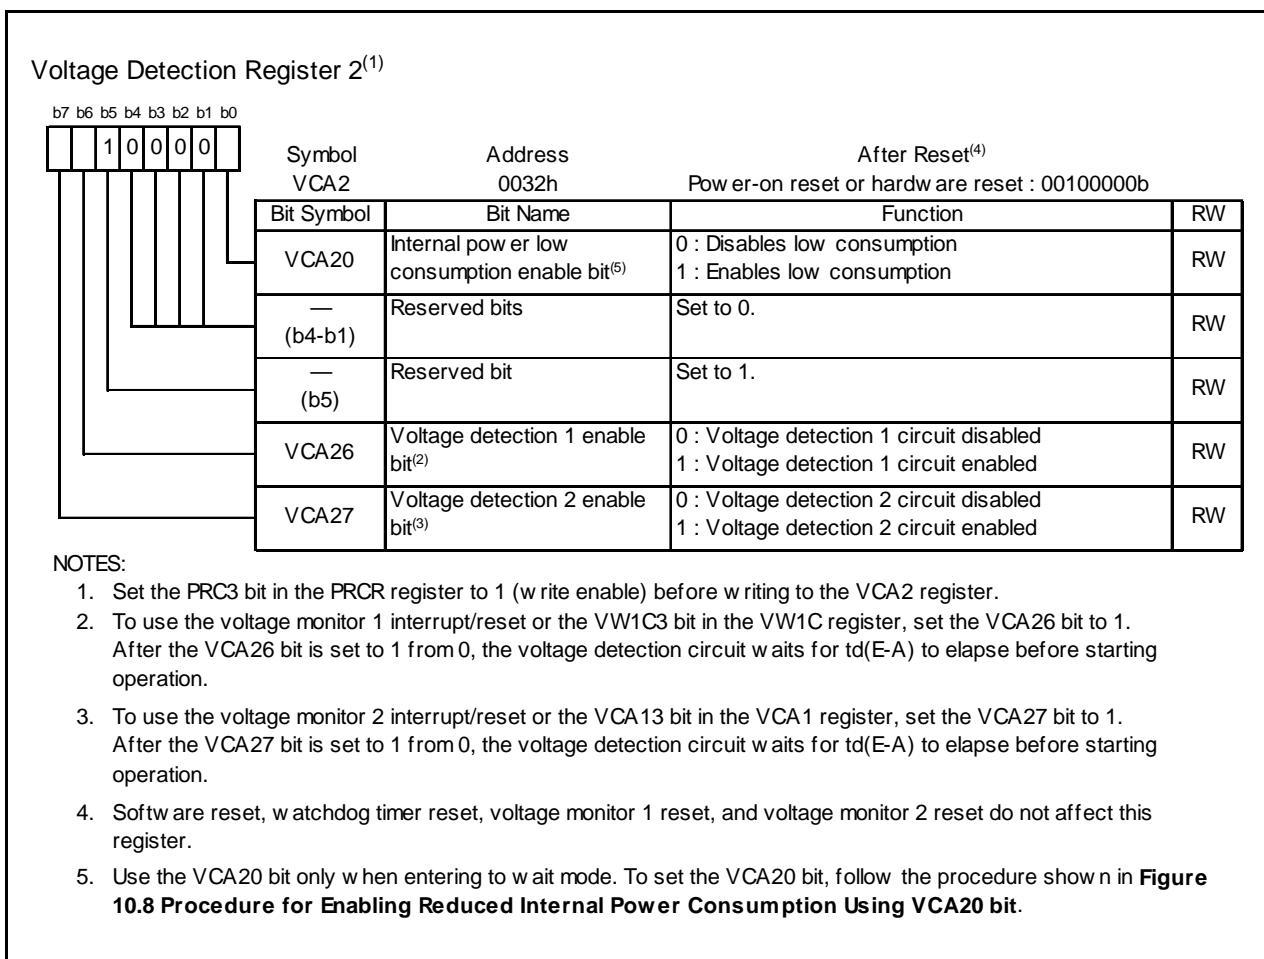 Voltage Detection Register 2(1)
b7 b6 b5 b4 b3 b2 b1 b0
1 0 0 0 0
Symbol Address After Reset(4)
VCA2 0032h Power-on reset or hardware reset : 00100000b
Bit Symbol Bit Name Function RW
VCA20 Internal power low consumption enable bit(5) 0 : Disables low consumption RW
1 : Enables low consumption
— Reserved bits Set to 0. RW
(b4-b1)
— Reserved bit Set to 1. RW
(b5)
VCA26 Voltage detection 1 enable bit(2) 0 : Voltage detection 1 circuit disabled RW
1 : Voltage detection 1 circuit enabled
VCA27 Voltage detection 2 enable bit(3) 0 : Voltage detection 2 circuit disabled RW
1 : Voltage detection 2 circuit enabled
NOTES:
1. Set the PRC3 bit in the PRCR register to 1 (write enable) before writing to the VCA2 register.
2. To use the voltage monitor 1 interrupt/reset or the VW1C3 bit in the VW1C register, set the VCA26 bit to 1.
After the VCA26 bit is set to 1 from 0, the voltage detection circuit waits for td(E-A) to elapse before starting
operation.
3. To use the voltage monitor 2 interrupt/reset or the VCA13 bit in the VCA1 register, set the VCA27 bit to 1.
After the VCA27 bit is set to 1 from 0, the voltage detection circuit waits for td(E-A) to elapse before starting
operation.
4. Software reset, watchdog timer reset, voltage monitor 1 reset, and voltage monitor 2 reset do not affect this
register.
5. Use the VCA20 bit only when entering to wait mode. To set the VCA20 bit, follow the procedure shown in Figure
10.8 Procedure for Enabling Reduced Internal Power Consumption Using VCA20 bit.